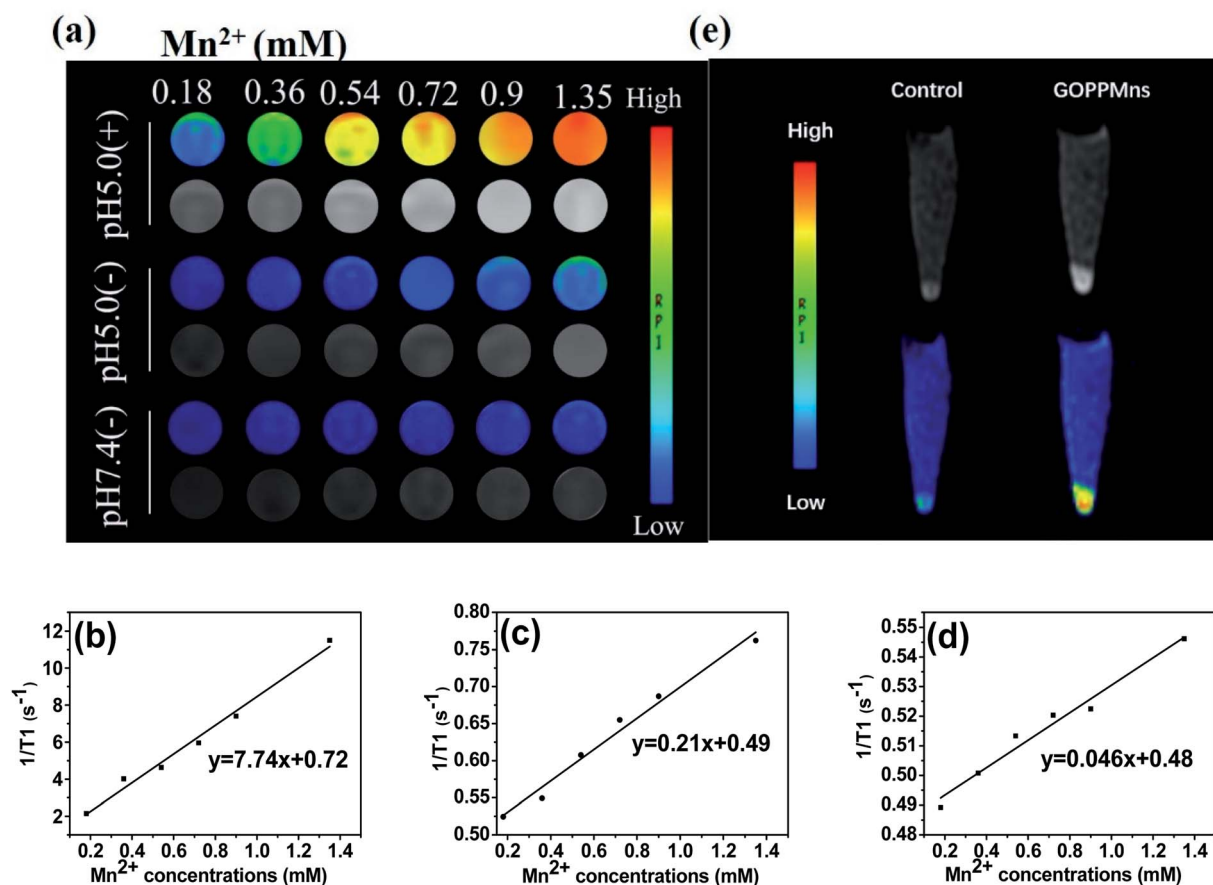 (a)
Mn²⁺ (mM)
0.18 0.36 0.54 0.72 0.9 1.35
High
pH5.0(+)
pH5.0(-)
pH7.4(-)
R P 1
Low
(e)
Control GOPPMns
High
R P 1
Low
(b)
1/T1 (s⁻¹)
12
10
8
6
4
2
y=7.74x+0.72
0.2 0.4 0.6 0.8 1.0 1.2 1.4
Mn²⁺ concentrations (mM)
(c)
1/T1 (s⁻¹)
0.80
0.75
0.70
0.65
0.60
0.55
0.50
y=0.21x+0.49
0.2 0.4 0.6 0.8 1.0 1.2 1.4
Mn²⁺ concentrations (mM)
(d)
1/T1 (s⁻¹)
0.55
0.54
0.53
0.52
0.51
0.50
0.49
0.48
y=0.046x+0.48
0.2 0.4 0.6 0.8 1.0 1.2 1.4
Mn²⁺ concentrations (mM)